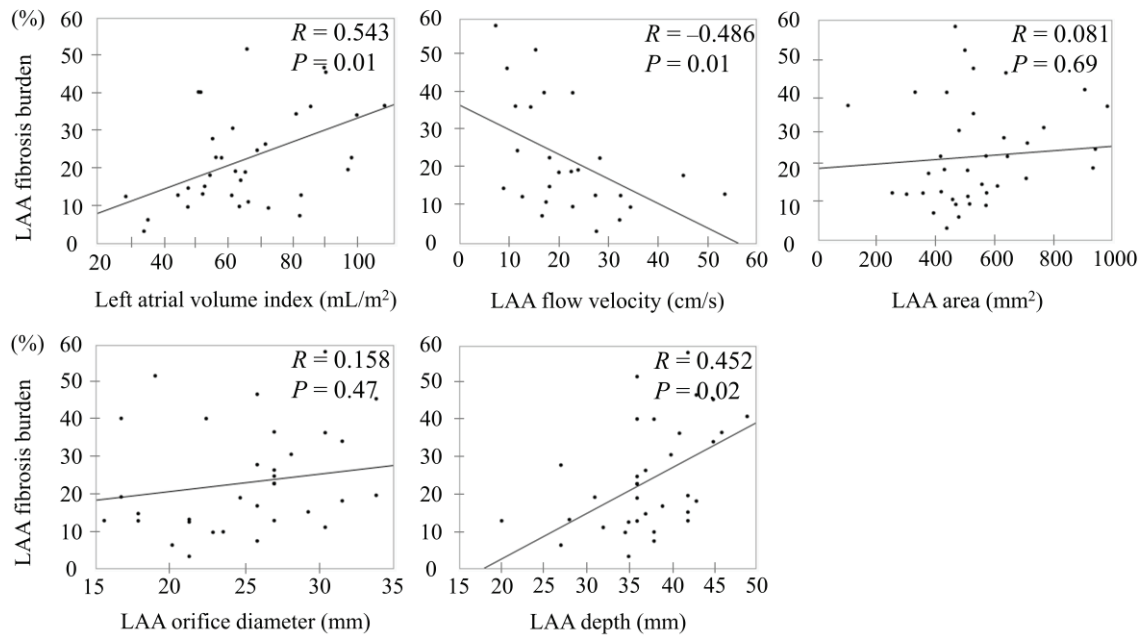 (%)
60
50
40
30
20
10
0
LAA fibrosis burden
R = 0.543
P = 0.01
20 40 60 80 100
Left atrial volume index (mL/m²)
60
50
40
30
20
10
0
R = –0.486
P = 0.01
0 10 20 30 40 50 60
LAA flow velocity (cm/s)
60
50
40
30
20
10
0
R = 0.081
P = 0.69
0 200 400 600 800 1000
LAA area (mm²)
(%)
60
50
40
30
20
10
0
LAA fibrosis burden
R = 0.158
P = 0.47
15 20 25 30 35
LAA orifice diameter (mm)
60
50
40
30
20
10
0
R = 0.452
P = 0.02
15 20 25 30 35 40 45 50
LAA depth (mm)